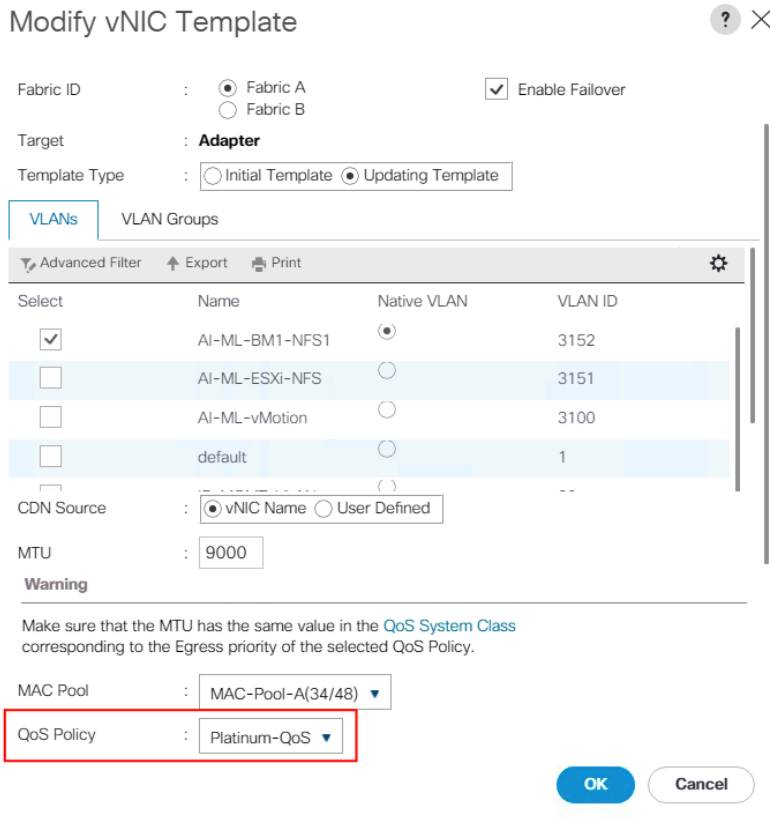 Modify vNIC Template
?
Fabric ID : Fabric A Enable Failover
Fabric B
Target : Adapter
Template Type : Initial Template Updating Template
VLANs VLAN Groups
Advanced Filter Export Print
Select Name Native VLAN VLAN ID
AI-ML-BM1-NFS1 3152
AI-ML-ESXi-NFS 3151
AI-ML-vMotion 3100
default 1
CDN Source : vNIC Name User Defined
MTU : 9000
Warning
Make sure that the MTU has the same value in the QoS System Class
corresponding to the Egress priority of the selected QoS Policy.
MAC Pool : MAC-Pool-A(34/48)
QoS Policy : Platinum-QoS
OK Cancel